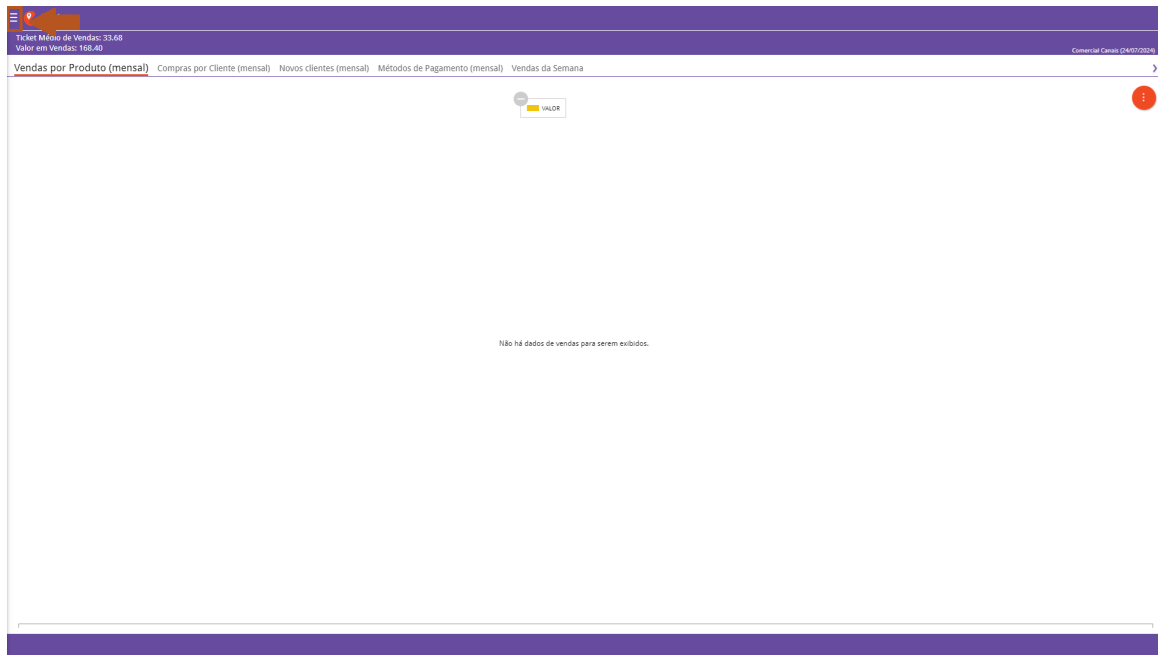 Ticket Médio de Vendas: 33.68
Valor em Vendas: 168.40
Comercial Canais (24/07/2024)
Vendas por Produto (mensal) Compras por Cliente (mensal) Novos clientes (mensal) Métodos de Pagamento (mensal) Vendas da Semana
VALOR
Não há dados de vendas para serem exibidos.